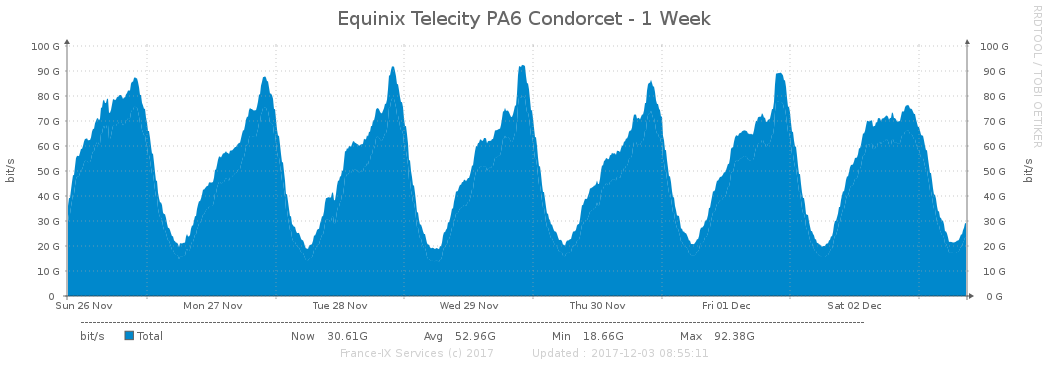 Equinix Telecity PA6 Condorcet - 1 Week
RRDTOOL / TOBI OETIKER
100 G 100 G
90 G 90 G
80 G 80 G
70 G 70 G
60 G 60 G
50 G 50 G
40 G 40 G
30 G 30 G
20 G 20 G
10 G 10 G
0 0 G
bit/s bit/s
Sun 26 Nov Mon 27 Nov Tue 28 Nov Wed 29 Nov Thu 30 Nov Fri 01 Dec Sat 02 Dec
bit/s Total Now 30.61G Avg 52.96G Min 18.66G Max 92.38G
France-IX Services (c) 2017 Updated : 2017-12-03 08:55:11